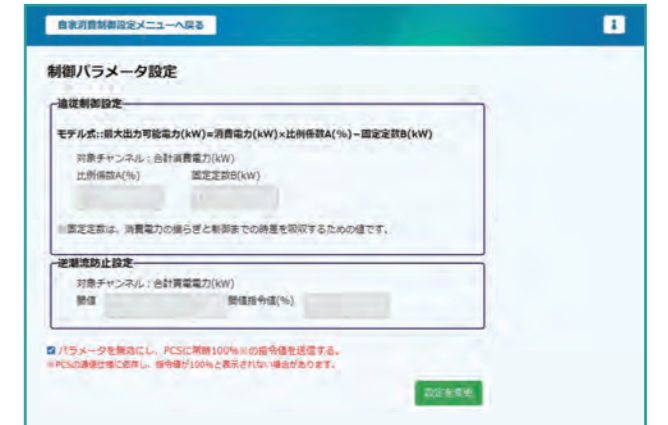 自家消費制御設定メニューへ戻る
制御パラメータ設定
追従制御設定
モデル式::最大出力可能電力(kW)=消費電力(kW)×比例係数A(%)−固定定数B(kW)
対象チャンネル：合計消費電力(kW)
比例係数A(%) 固定定数B(kW)
※固定定数は、消費電力の揺らぎと制御までの時差を吸収するための値です。
逆潮流防止設定
対象チャンネル：合計買電電力(kW)
閾値 閾値指令値(%)
パラメータを無効にし、PCSに常時100%※の指令値を送信する。
※PCSの通信仕様に依存し、指令値が100%と表示されない場合があります。
設定を変更